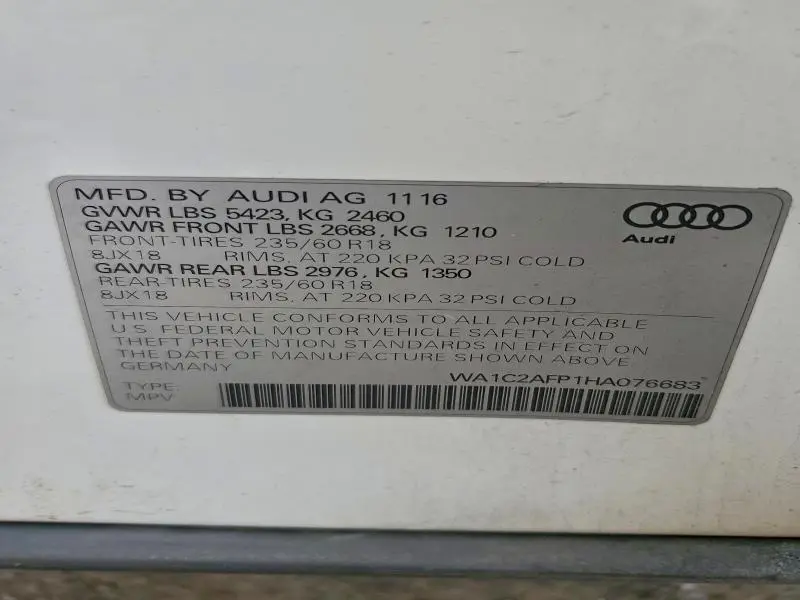 MFD. BY AUDI AG 11 16
GVWR LBS 5423, KG 2460
GAWR FRONT LBS 2668, KG 1210
FRONT-TIRES 235/60 R18
8JX18 RIMS, AT 220 KPA 32 PSI COLD
GAWR REAR LBS 2976, KG 1350
REAR-TIRES 235/60 R18
8JX18 RIMS, AT 220 KPA 32 PSI COLD
Audi
THIS VEHICLE CONFORMS TO ALL APPLICABLE
U.S. FEDERAL MOTOR VEHICLE SAFETY AND
THEFT PREVENTION STANDARDS IN EFFECT ON
THE DATE OF MANUFACTURE SHOWN ABOVE
GERMANY
WA1C2AFP1HA076683
TYPE:
MPV